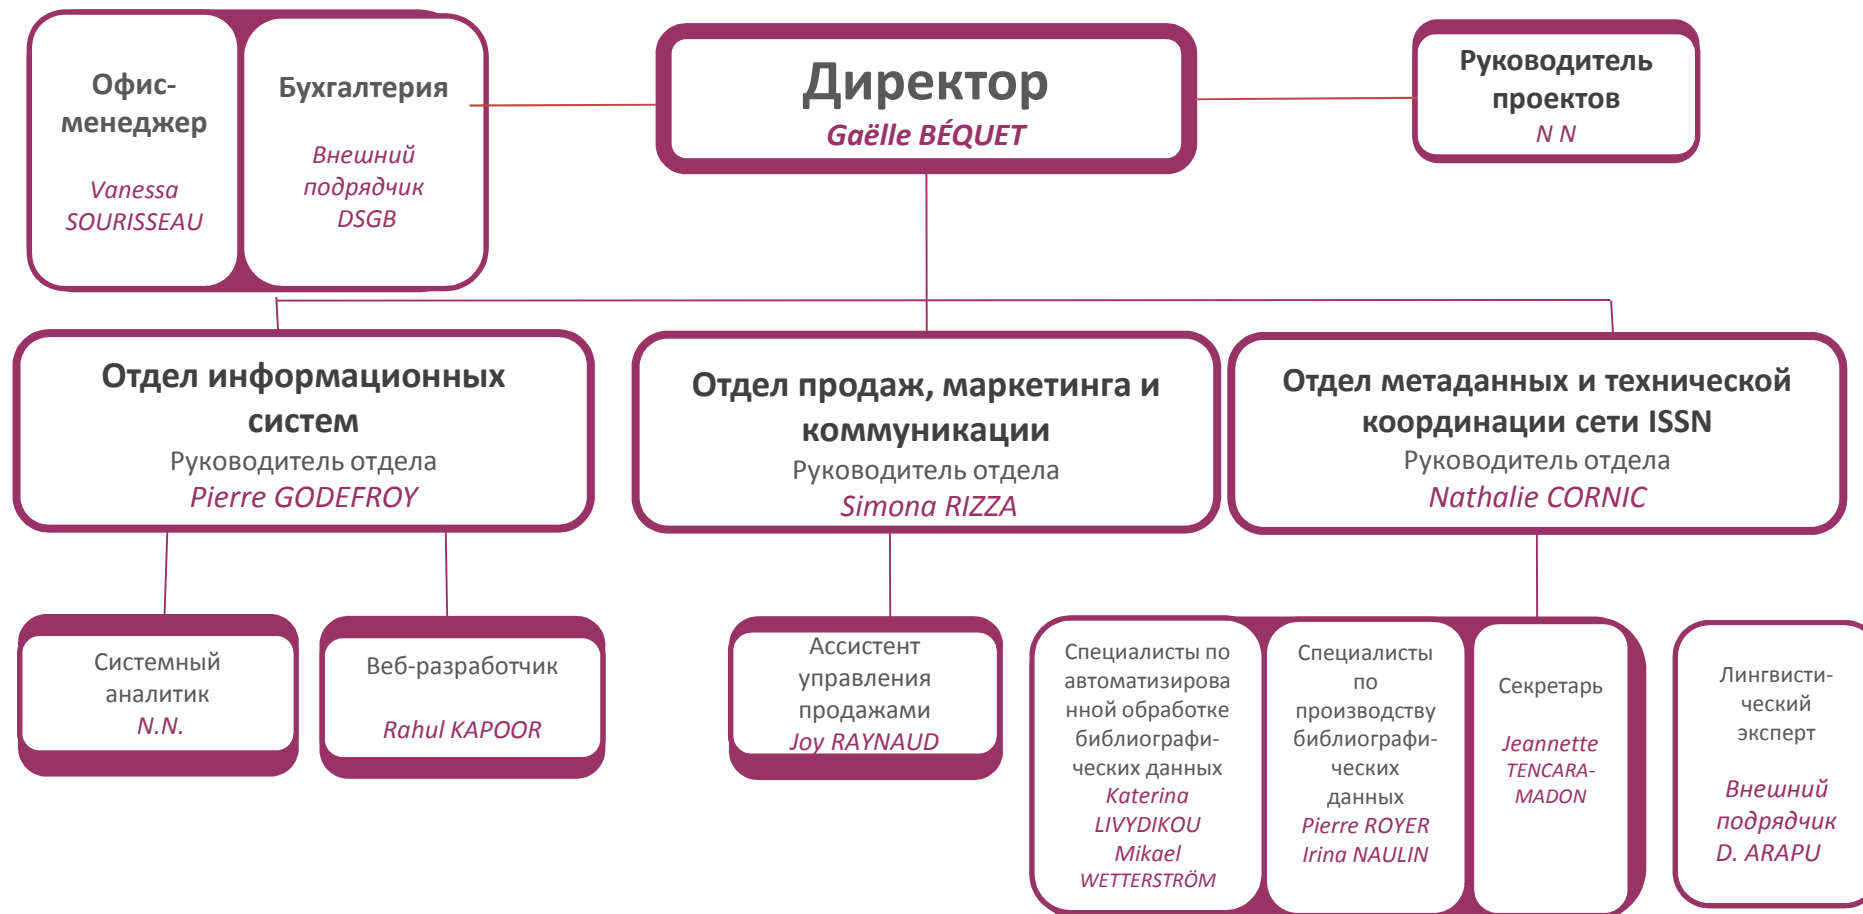 Офис-
менеджер
Vanessa
SOURISSEAU
Бухгалтерия
Внешний
подрядчик
DSGB
Директор
Gaëlle BÉQUET
Руководитель
проектов
N N
Отдел информационных
систем
Руководитель отдела
Pierre GODEFROY
Отдел продаж, маркетинга и
коммуникации
Руководитель отдела
Simona RIZZA
Отдел метаданных и технической
координации сети ISSN
Руководитель отдела
Nathalie CORNIC
Системный
аналитик
N.N.
Веб-разработчик
Rahul KAPOOR
Ассистент
управления
продажами
Joy RAYNAUD
Специалисты по
автоматизирова
нной обработке
библиографи-
ческих данных
Katerina
LIVYDIKOU
Mikael
WETTERSTRÖM
Специалисты
по
производству
библиографи-
ческих
данных
Pierre ROYER
Irina NAULIN
Секретарь
Jeannette
TENCARA-
MADON
Лингвисти-
ческий
эксперт
Внешний
подрядчик
D. ARAPU